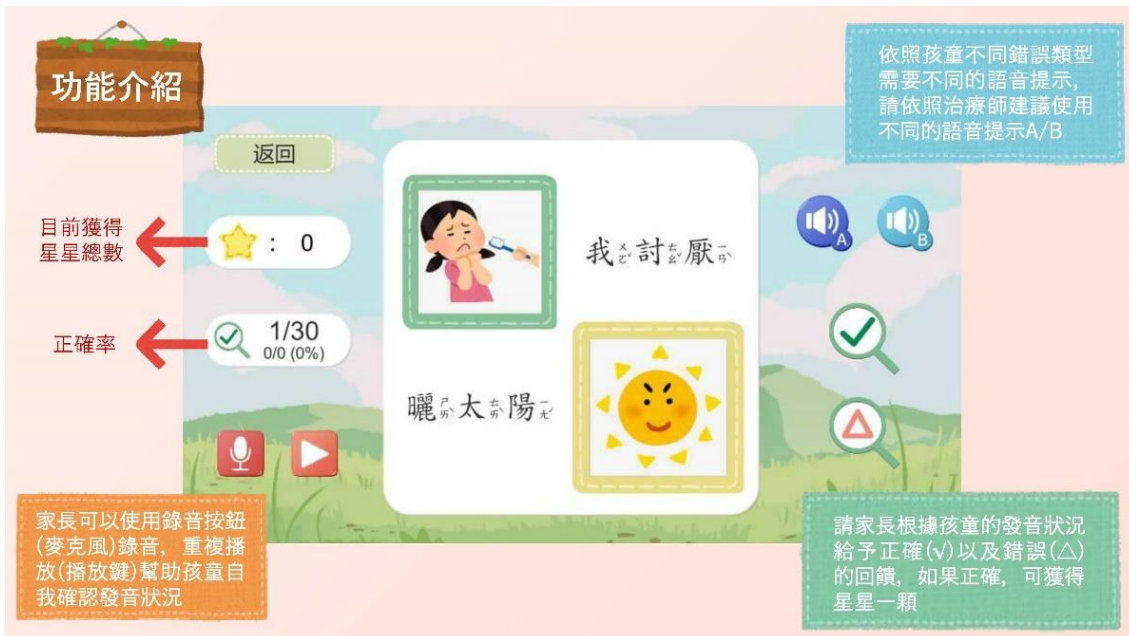 功能介紹
依照孩童不同錯誤類型
需要不同的語音提示,
請依照治療師建議使用
不同的語音提示A/B
返回
目前獲得
星星總數
: 0
A
B
我ㄨㄛˇ討ㄊㄠˇ厭ㄧㄢˋ
正確率
1/30
0/0 (0%)
曬ㄕㄞˋ太ㄊㄞˋ陽ㄧㄤˊ
家長可以使用錄音按鈕
(麥克風)錄音, 重複播
放(播放鍵)幫助孩童自
我確認發音狀況
請家長根據孩童的發音狀況
給予正確(√)以及錯誤(△)
的回饋, 如果正確, 可獲得
星星一顆